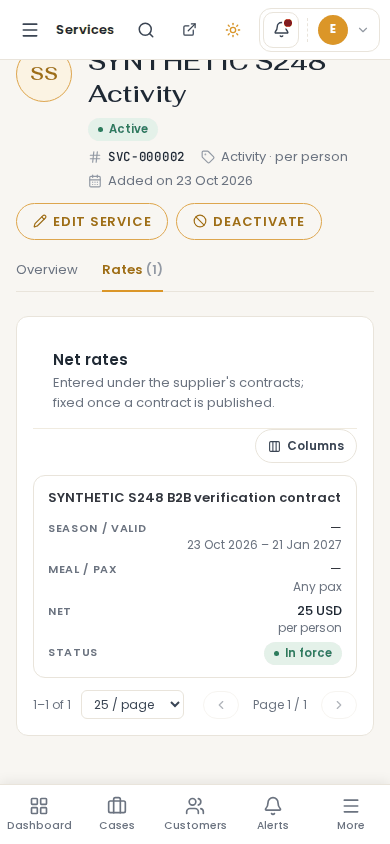 Services
E
SS
SYNTHETIC S248
Activity
Active
SVC-000002
Activity · per person
Added on 23 Oct 2026
EDIT SERVICE
DEACTIVATE
Overview
Rates (1)
Net rates
Entered under the supplier's contracts;
fixed once a contract is published.
Columns
SYNTHETIC S248 B2B verification contract
SEASON / VALID
—
23 Oct 2026 – 21 Jan 2027
MEAL / PAX
—
Any pax
NET
25 USD
per person
STATUS
In force
1–1 of 1
25 / page
Page 1 / 1
Dashboard
Cases
Customers
Alerts
More